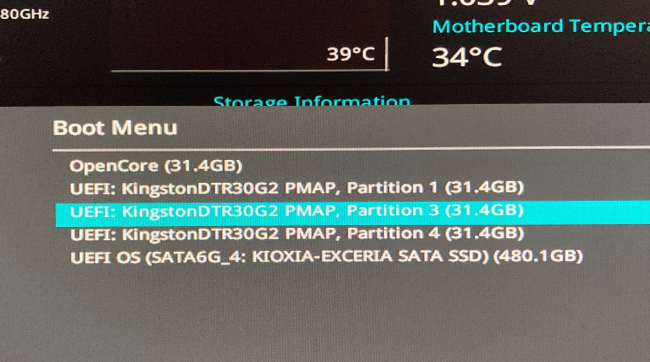 80GHz
Motherboard Tempera
39°C
34°C
Storage Information
Boot Menu
OpenCore (31.4GB)
UEFI: KingstonDTR30G2 PMAP, Partition 1 (31.4GB)
UEFI: KingstonDTR30G2 PMAP, Partition 3 (31.4GB)
UEFI: KingstonDTR30G2 PMAP, Partition 4 (31.4GB)
UEFI OS (SATA6G_4: KIOXIA-EXCERIA SATA SSD) (480.1GB)